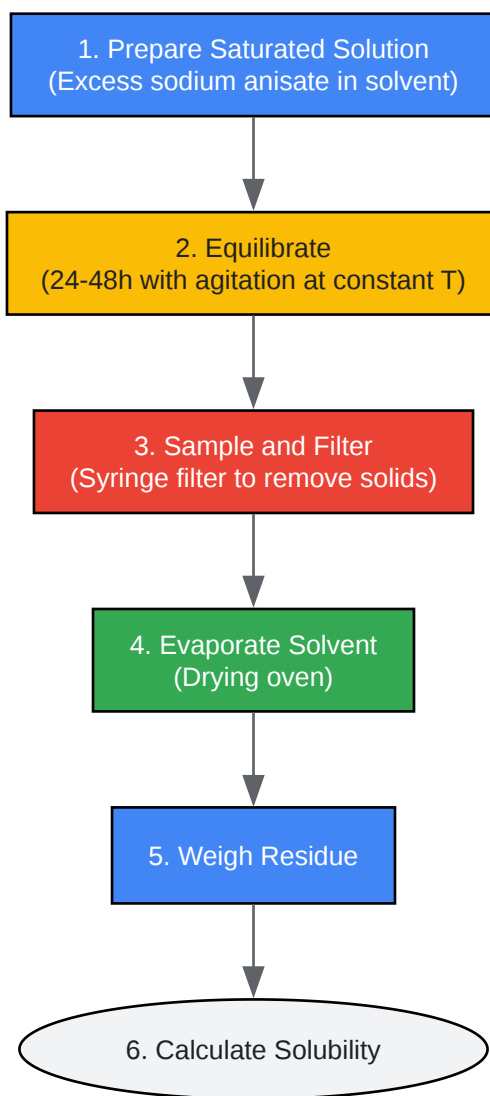 1. Prepare Saturated Solution
(Excess sodium anisate in solvent)
2. Equilibrate
(24-48h with agitation at constant T)
3. Sample and Filter
(Syringe filter to remove solids)
4. Evaporate Solvent
(Drying oven)
5. Weigh Residue
6. Calculate Solubility